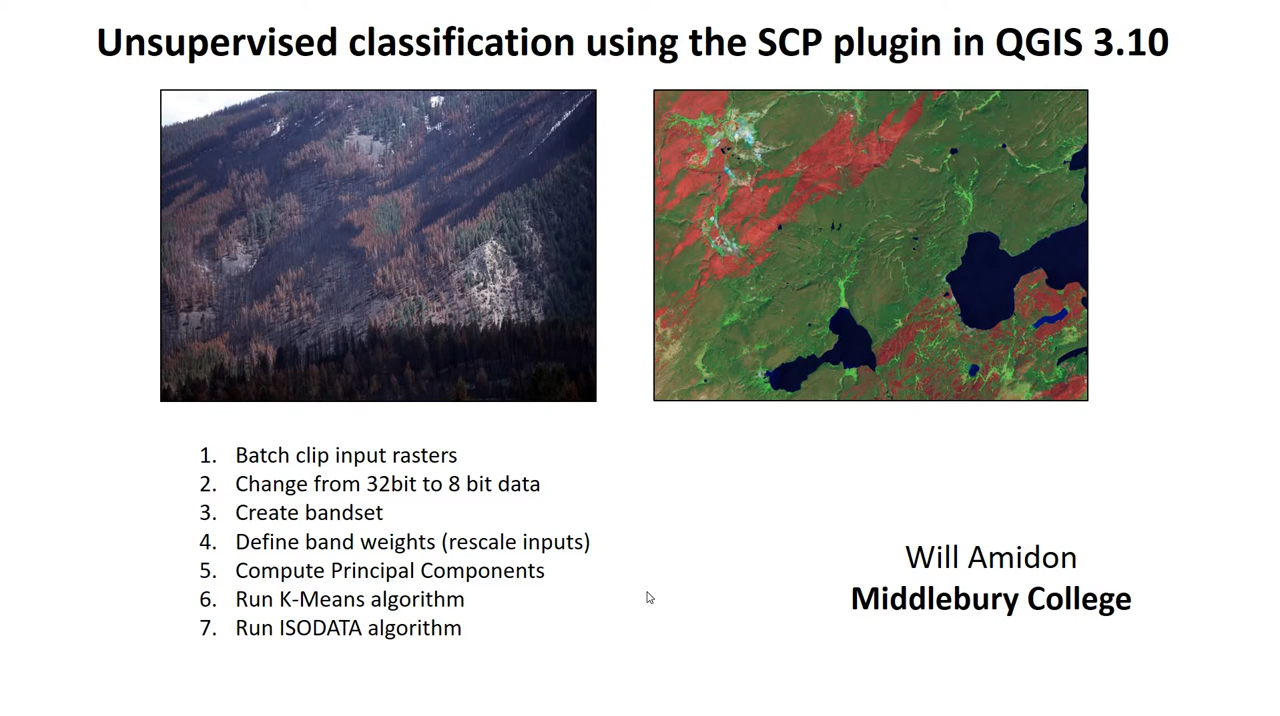 Unsupervised classification using the SCP plugin in QGIS 3.10
1. Batch clip input rasters
2. Change from 32bit to 8 bit data
3. Create bandset
4. Define band weights (rescale inputs)
5. Compute Principal Components
6. Run K-Means algorithm
7. Run ISODATA algorithm
Will Amidon
Middlebury College